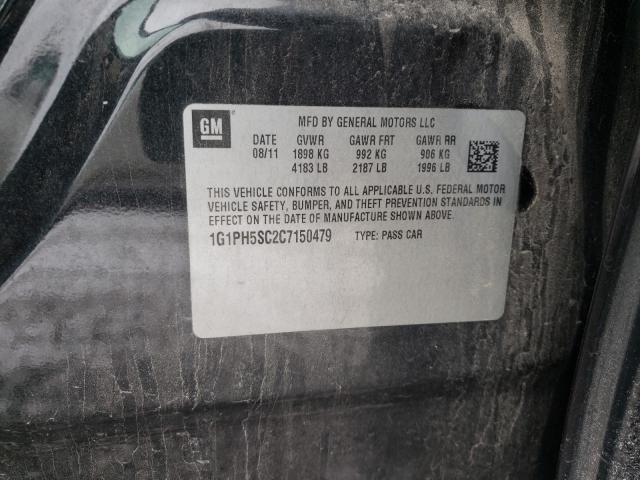 GM
MFD BY GENERAL MOTORS LLC
DATE GVWR GAWR FRT GAWR RR
08/11 1898 KG 992 KG 906 KG
4183 LB 2187 LB 1996 LB
THIS VEHICLE CONFORMS TO ALL APPLICABLE U.S. FEDERAL MOTOR
VEHICLE SAFETY, BUMPER, AND THEFT PREVENTION STANDARDS IN
EFFECT ON THE DATE OF MANUFACTURE SHOWN ABOVE.
1G1PH5SC2C7150479 TYPE: PASS CAR